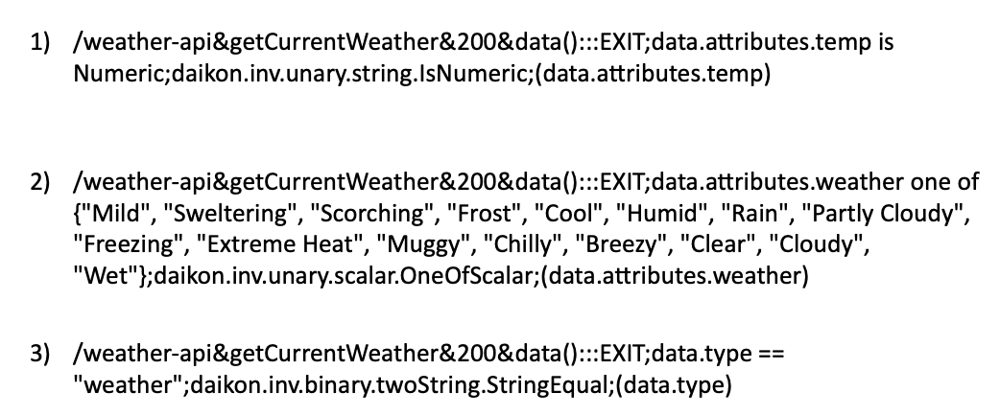 1) /weather-api&getCurrentWeather&200&data():::EXIT;data.attributes.temp is
Numeric;daikon.inv.unary.string.IsNumeric;(data.attributes.temp)
2) /weather-api&getCurrentWeather&200&data():::EXIT;data.attributes.weather one of
{"Mild", "Sweltering", "Scorching", "Frost", "Cool", "Humid", "Rain", "Partly Cloudy",
"Freezing", "Extreme Heat", "Muggy", "Chilly", "Breezy", "Clear", "Cloudy",
"Wet"};daikon.inv.unary.scalar.OneOfScalar;(data.attributes.weather)
3) /weather-api&getCurrentWeather&200&data():::EXIT;data.type ==
"weather";daikon.inv.binary.twoString.StringEqual;(data.type)